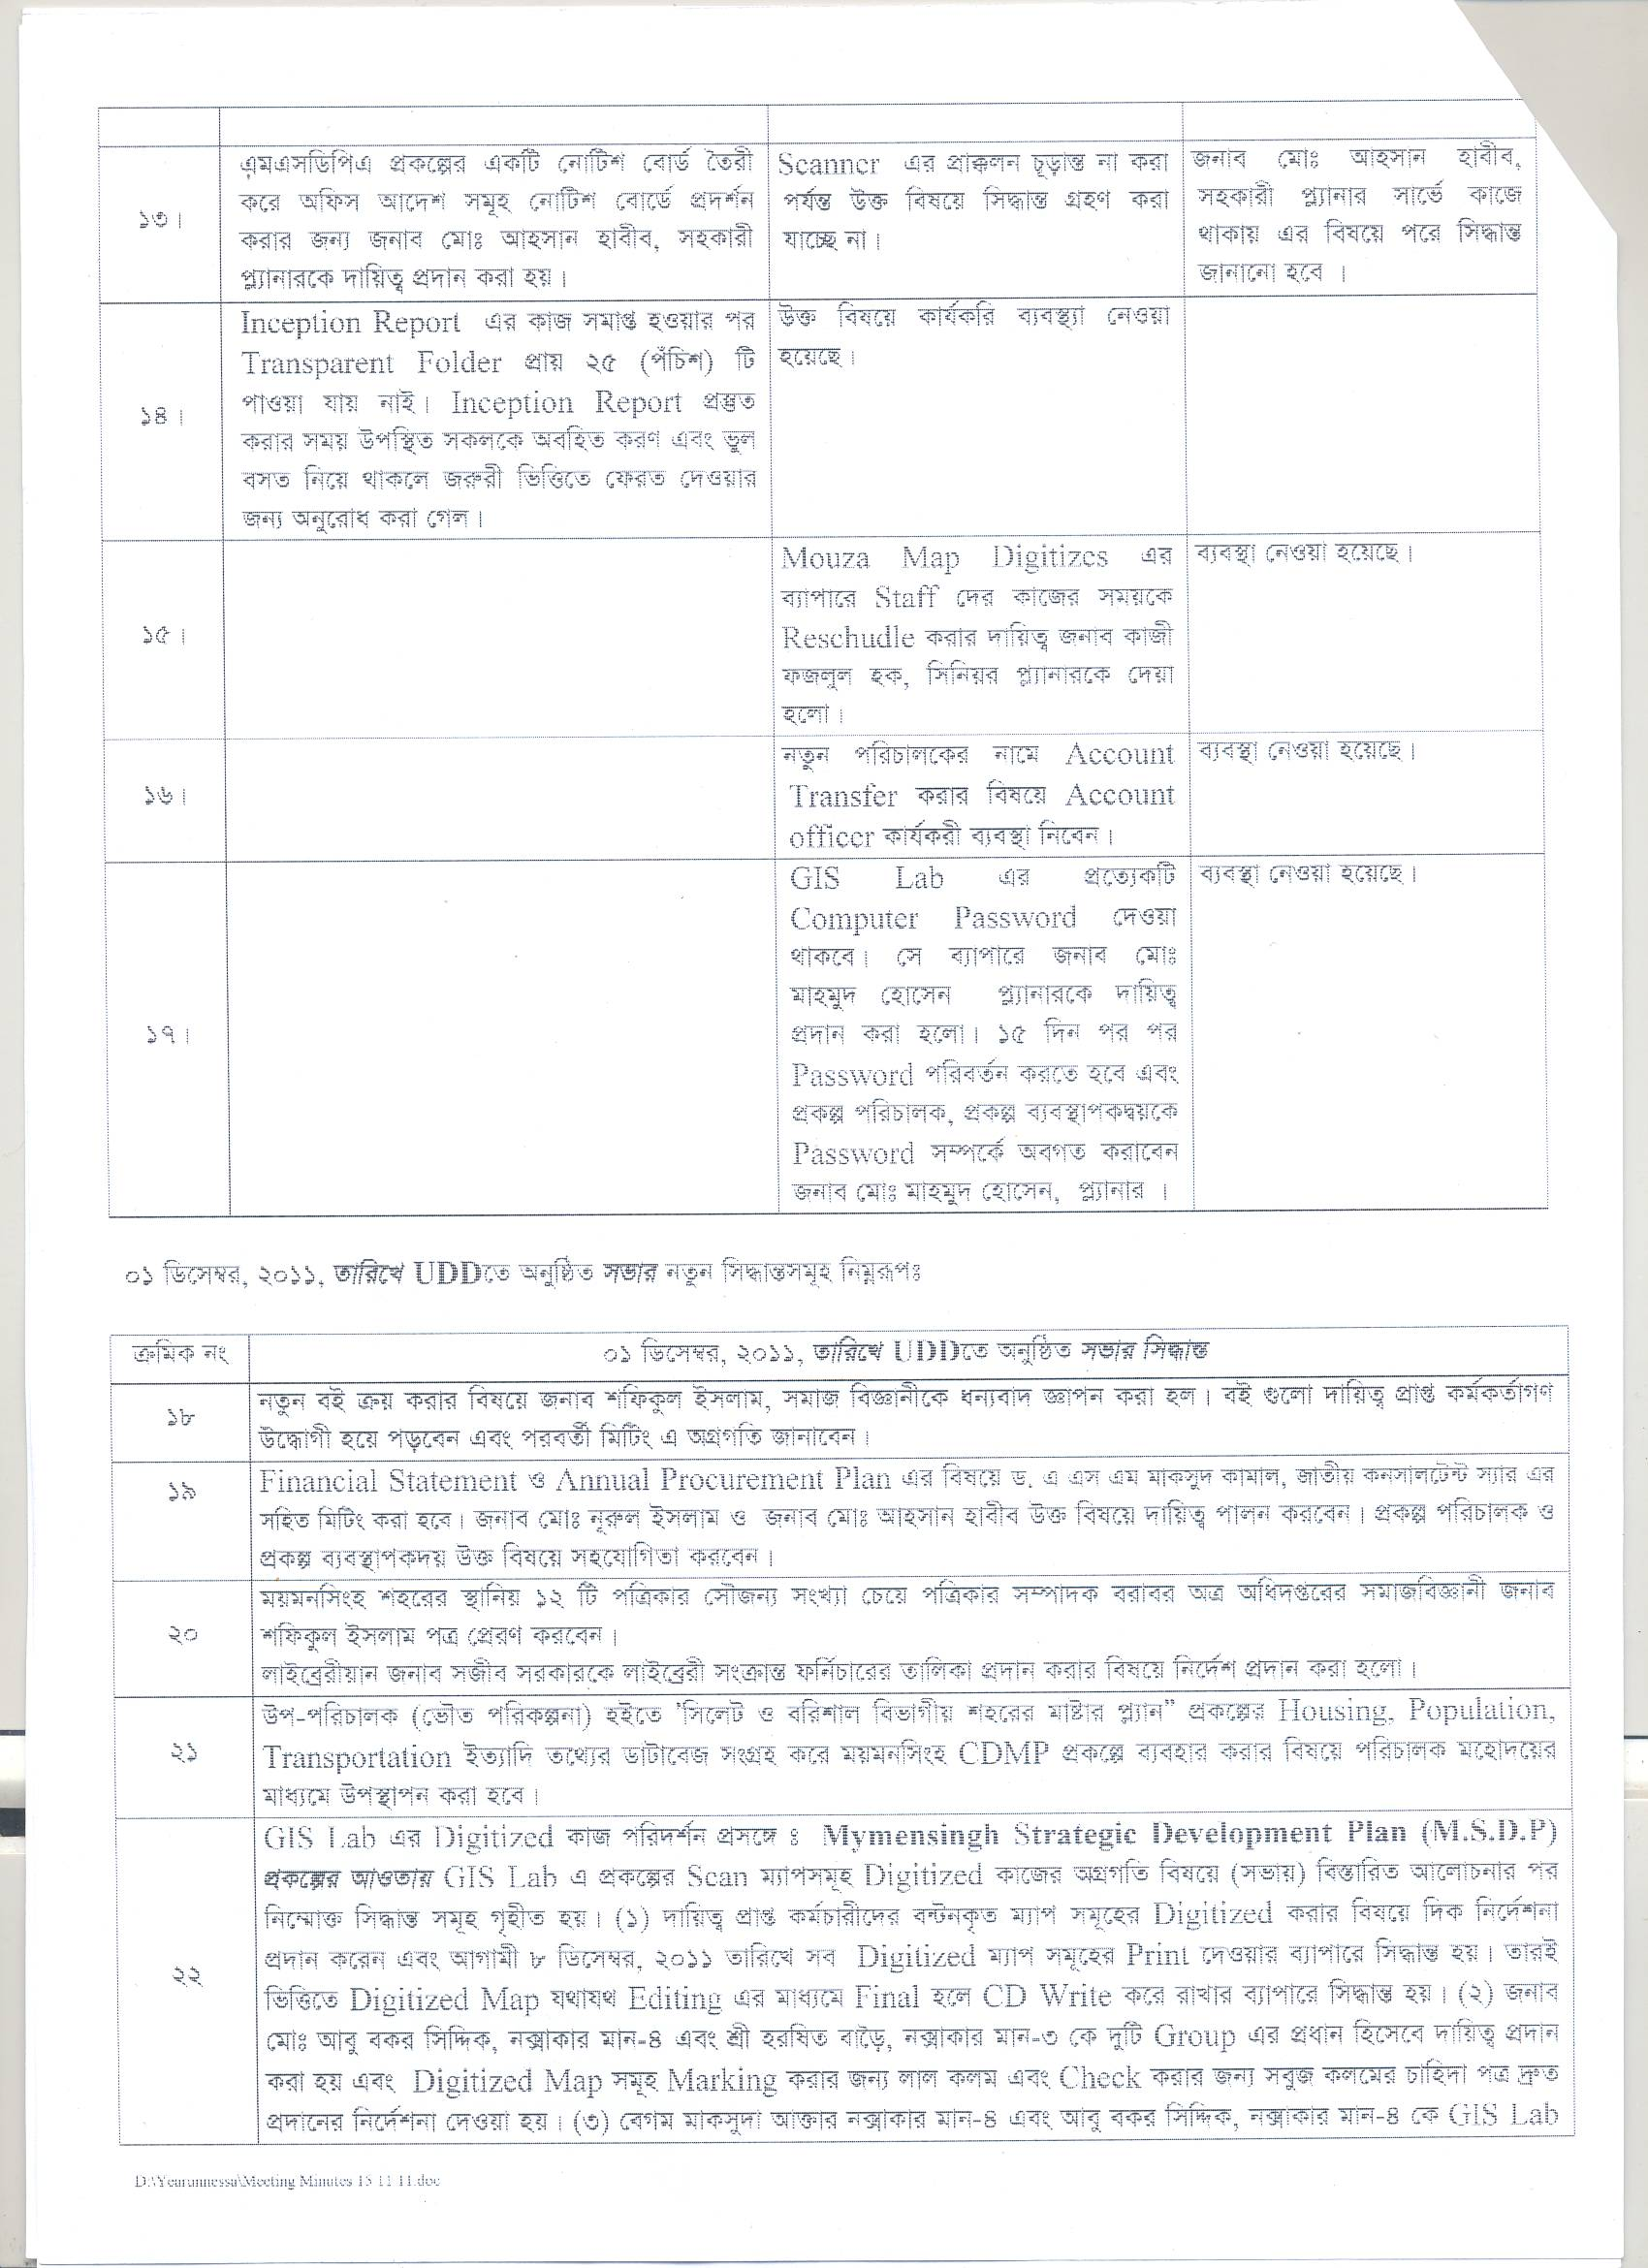 ১৩।
এমএসডিপিএ প্রকল্পের একটি নোটিশ বোর্ড তৈরী
করে অফিস আদেশ সমূহ নোটিশ বোর্ডে প্রদর্শন
করার জন্য জনাব মোঃ আহসান হাবীব, সহকারী
প্ল্যানারকে দায়িত্ব প্রদান করা হয়।
Scanner এর প্রাক্কলন চূড়ান্ত না করা
পর্যন্ত উক্ত বিষয়ে সিদ্ধান্ত গ্রহণ করা
যাচ্ছে না।
জনাব মোঃ আহসান হাবীব,
সহকারী প্ল্যানার সার্ভে কাজে
থাকায় এর বিষয়ে পরে সিদ্ধান্ত
জানানো হবে ।
১৪।
Inception Report এর কাজ সমাপ্ত হওয়ার পর
Transparent Folder প্রায় ২৫ (পঁচিশ) টি
পাওয়া যায় নাই। Inception Report প্রস্তুত
করার সময় উপস্থিত সকলকে অবহিত করণ এবং ভুল
বসত নিয়ে থাকলে জরুরী ভিত্তিতে ফেরত দেওয়ার
জন্য অনুরোধ করা গেল।
উক্ত বিষয়ে কার্যকরি ব্যবস্থ্যা নেওয়া
হয়েছে।
১৫।
Mouza Map Digitizes এর
ব্যাপারে Staff দের কাজের সময়কে
Reschudle করার দায়িত্ব জনাব কাজী
ফজলুল হক, সিনিয়র প্ল্যানারকে দেয়া
হলো।
ব্যবস্থা নেওয়া হয়েছে।
১৬।
নতুন পরিচালকের নামে Account
Transfer করার বিষয়ে Account
officer কার্যকরী ব্যবস্থা নিবেন।
ব্যবস্থা নেওয়া হয়েছে।
১৭।
GIS Lab এর প্রত্যেকটি
Computer Password দেওয়া
থাকবে। সে ব্যাপারে জনাব মোঃ
মাহমুদ হোসেন প্ল্যানারকে দায়িত্ব
প্রদান করা হলো। ১৫ দিন পর পর
Password পরিবর্তন করতে হবে এবং
প্রকল্প পরিচালক, প্রকল্প ব্যবস্থাপকদ্বয়কে
Password সম্পর্কে অবগত করাবেন
জনাব মোঃ মাহমুদ হোসেন, প্ল্যানার ।
ব্যবস্থা নেওয়া হয়েছে।
০১ ডিসেম্বর, ২০১১, তারিখে UDDতে অনুষ্ঠিত সভার নতুন সিদ্ধান্তসমূহ নিম্নরূপঃ
ক্রমিক নং
০১ ডিসেম্বর, ২০১১, তারিখে UDDতে অনুষ্ঠিত সভার সিদ্ধান্ত
১৮
নতুন বই ক্রয় করার বিষয়ে জনাব শফিকুল ইসলাম, সমাজ বিজ্ঞানীকে ধন্যবাদ জ্ঞাপন করা হল। বই গুলো দায়িত্ব প্রাপ্ত কর্মকর্তাগণ
উদ্ধোগী হয়ে পড়বেন এবং পরবর্তী মিটিং এ অগ্রগতি জানাবেন।
১৯
Financial Statement ও Annual Procurement Plan এর বিষয়ে ড. এ এস এম মাকসুদ কামাল, জাতীয় কনসালটেন্ট স্যার এর
সহিত মিটিং করা হবে। জনাব মোঃ নূরুল ইসলাম ও জনাব মোঃ আহসান হাবীব উক্ত বিষয়ে দায়িত্ব পালন করবেন। প্রকল্প পরিচালক ও
প্রকল্প ব্যবস্থাপকদয় উক্ত বিষয়ে সহযোগিতা করবেন।
২০
ময়মনসিংহ শহরের স্থানিয় ১২ টি পত্রিকার সৌজন্য সংখ্যা চেয়ে পত্রিকার সম্পাদক বরাবর অত্র অধিদপ্তরের সমাজবিজ্ঞানী জনাব
শফিকুল ইসলাম পত্র প্রেরণ করবেন।
লাইব্রেরীয়ান জনাব সজীব সরকারকে লাইব্রেরী সংক্রান্ত ফর্নিচারের তালিকা প্রদান করার বিষয়ে নির্দেশ প্রদান করা হলো।
২১
উপ-পরিচালক (ভৌত পরিকল্পনা) হইতে ’সিলেট ও বরিশাল বিভাগীয় শহরের মাষ্টার প্ল্যান” প্রকল্পের Housing, Population,
Transportation ইত্যাদি তথ্যের ডাটাবেজ সংগ্রহ করে ময়মনসিংহ CDMP প্রকল্পে ব্যবহার করার বিষয়ে পরিচালক মহোদয়ের
মাধ্যমে উপস্থাপন করা হবে।
২২
GIS Lab এর Digitized কাজ পরিদর্শন প্রসঙ্গে ঃ Mymensingh Strategic Development Plan (M.S.D.P)
প্রকল্পের আওতায় GIS Lab এ প্রকল্পের Scan ম্যাপসমূহ Digitized কাজের অগ্রগতি বিষয়ে (সভায়) বিস্তারিত আলোচনার পর
নিম্মোক্ত সিদ্ধান্ত সমূহ গৃহীত হয়। (১) দায়িত্ব প্রাপ্ত কর্মচারীদের বন্টনকৃত ম্যাপ সমূহের Digitized করার বিষয়ে দিক নির্দেশনা
প্রদান করেন এবং আগামী ৮ ডিসেম্বর, ২০১১ তারিখে সব Digitized ম্যাপ সমূহের Print দেওয়ার ব্যাপারে সিদ্ধান্ত হয়। তারই
ভিত্তিতে Digitized Map যথাযথ Editing এর মাধ্যমে Final হলে CD Write করে রাখার ব্যাপারে সিদ্ধান্ত হয়। (২) জনাব
মোঃ আবু বকর সিদ্দিক, নক্সাকার মান-৪ এবং শ্রী হরষিত বাড়ৈ, নক্সাকার মান-৩ কে দুটি Group এর প্রধান হিসেবে দায়িত্ব প্রদান
করা হয় এবং Digitized Map সমূহ Marking করার জন্য লাল কলম এবং Check করার জন্য সবুজ কলমের চাহিদা পত্র দ্রুত
প্রদানের নির্দেশনা দেওয়া হয়। (৩) বেগম মাকসুদা আক্তার নক্সাকার মান-৪ এবং আবু বকর সিদ্দিক, নক্সাকার মান-৪ কে GIS Lab
D:\Yearunnessa\Meeting Minutes 15 11 11.doc